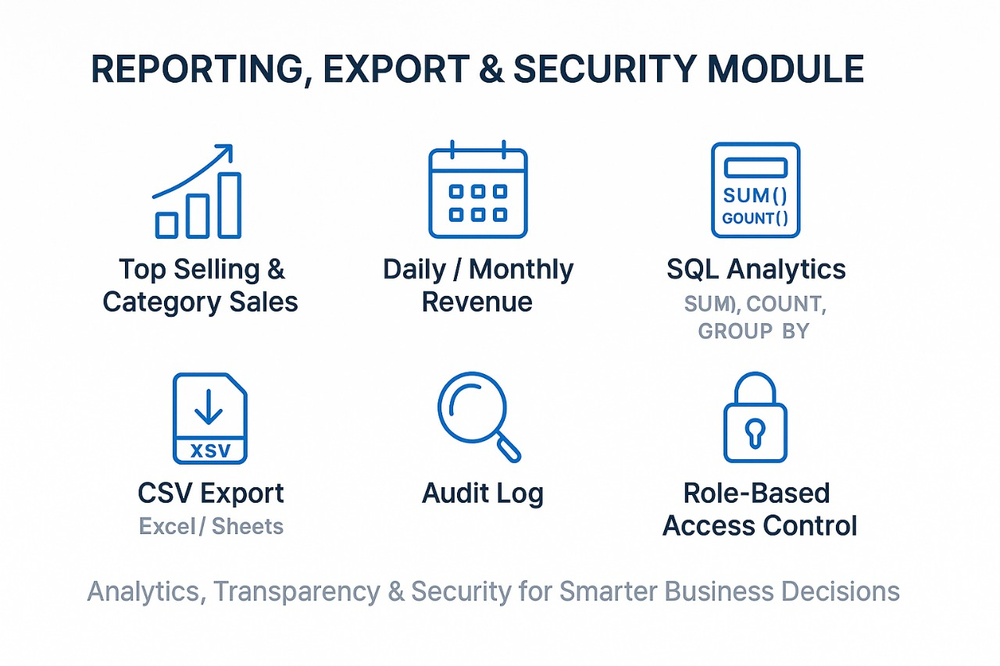 REPORTING, EXPORT & SECURITY MODULE
Top Selling &
Category Sales
Daily / Monthly
Revenue
SUM()
GOUNT()
SQL Analytics
SUM), COUNT,
GROUP BY
XSV
CSV Export
Excel / Sheets
Audit Log
Role-Based
Access Control
Analytics, Transparency & Security for Smarter Business Decisions